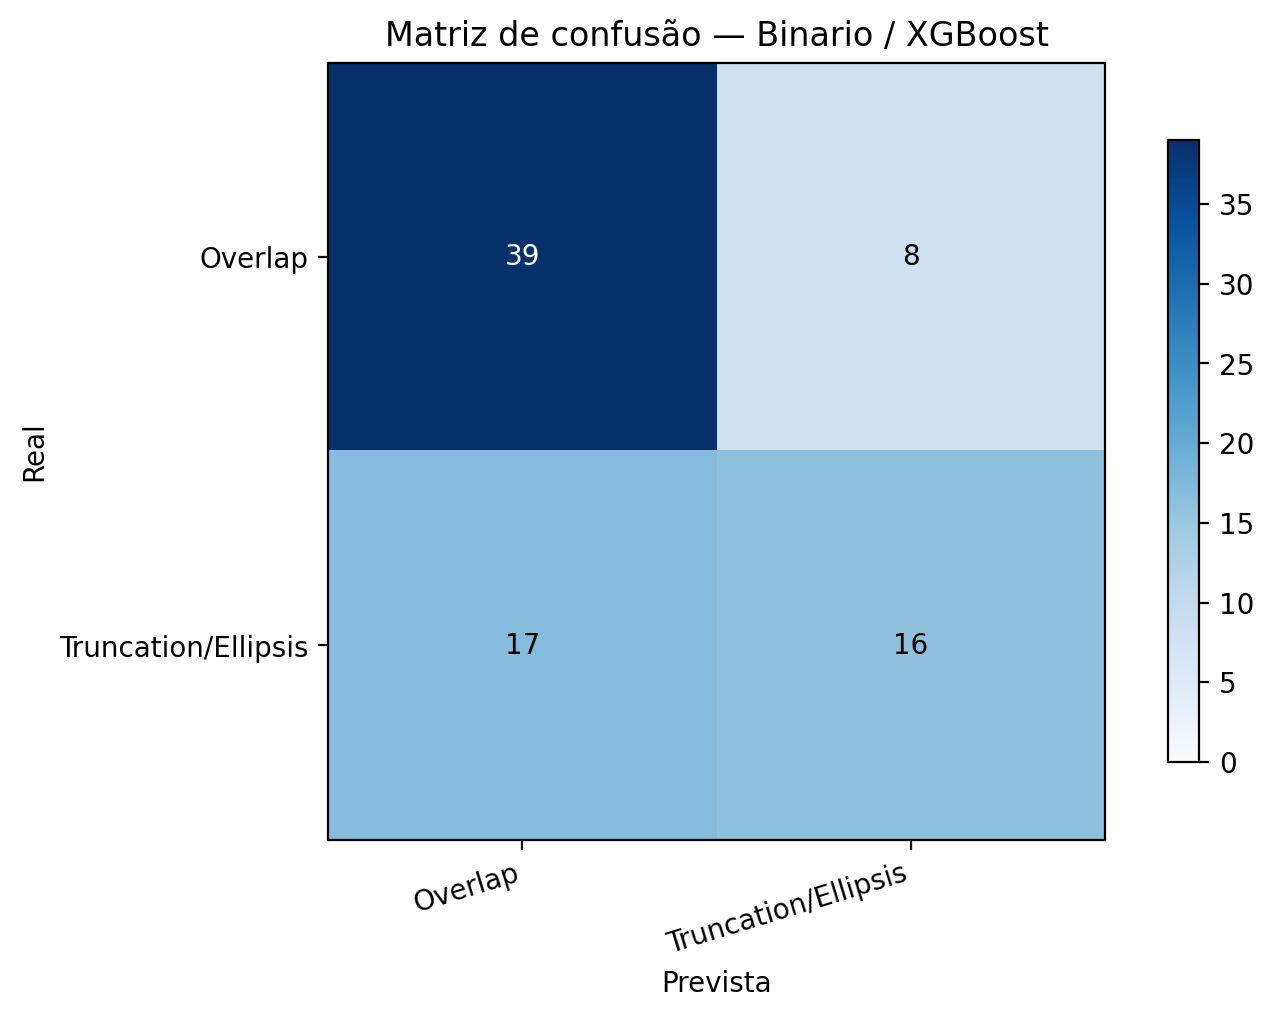 Matriz de confusão — Binario / XGBoost
Real
Overlap
39
8
Truncation/Ellipsis
17
16
Overlap
Truncation/Ellipsis
Prevista
35
30
25
20
15
10
5
0